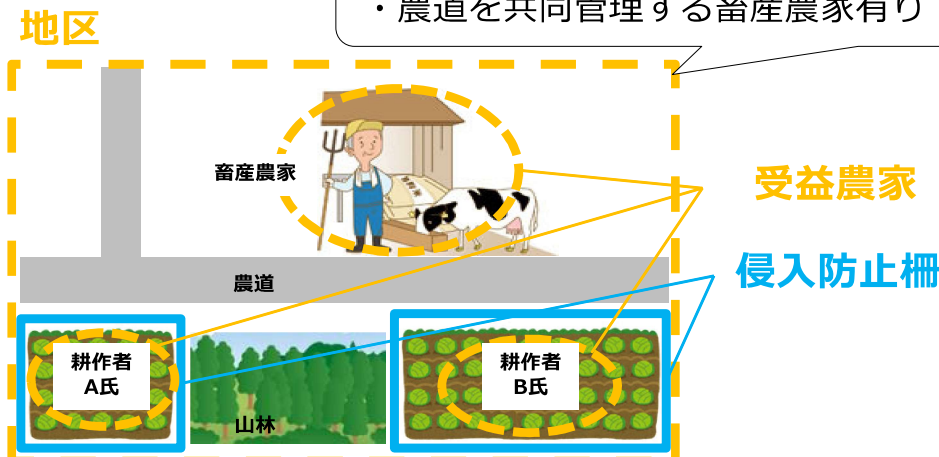 ・農道を共同管理する畜産農家有り
地区
畜産農家
受益農家
農道
侵入防止柵
耕作者
A氏
耕作者
B氏
山林